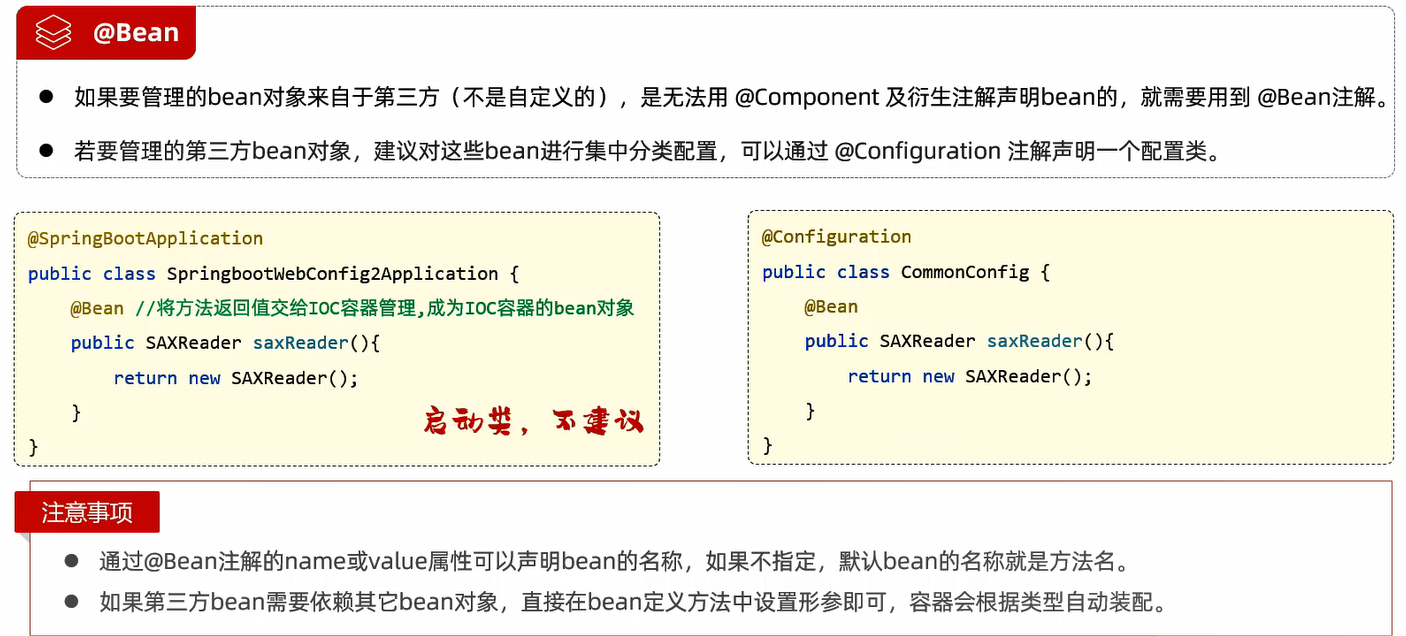 @Bean
● 如果要管理的bean对象来自于第三方（不是自定义的），是无法用 @Component 及衍生注解声明bean的，就需要用到 @Bean注解。
● 若要管理的第三方bean对象，建议对这些bean进行集中分类配置，可以通过 @Configuration 注解声明一个配置类。
@SpringBootApplication
public class SpringbootWebConfig2Application {
    @Bean //将方法返回值交给IOC容器管理,成为IOC容器的bean对象
    public SAXReader saxReader(){
        return new SAXReader();
    }
}
启动类，不建议
@Configuration
public class CommonConfig {
    @Bean
    public SAXReader saxReader(){
        return new SAXReader();
    }
}
注意事项
● 通过@Bean注解的name或value属性可以声明bean的名称，如果不指定，默认bean的名称就是方法名。
● 如果第三方bean需要依赖其它bean对象，直接在bean定义方法中设置形参即可，容器会根据类型自动装配。